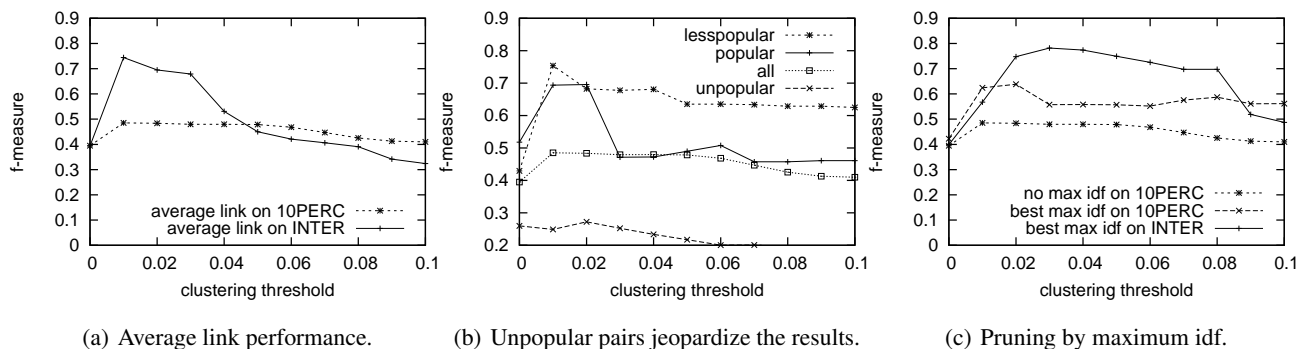 0.9
0.8
0.7
0.6
0.5
0.4
0.3
0.2
0.1
0
f-measure
average link on 10PERC
average link on INTER
0 0.02 0.04 0.06 0.08 0.1
clustering threshold
(a) Average link performance.
0.9
0.8
0.7
0.6
0.5
0.4
0.3
0.2
f-measure
lesspopular
popular
all
unpopular
0 0.02 0.04 0.06 0.08 0.1
clustering threshold
(b) Unpopular pairs jeopardize the results.
0.9
0.8
0.7
0.6
0.5
0.4
0.3
0.2
0.1
0
f-measure
no max idf on 10PERC
best max idf on 10PERC
best max idf on INTER
0 0.02 0.04 0.06 0.08 0.1
clustering threshold
(c) Pruning by maximum idf.